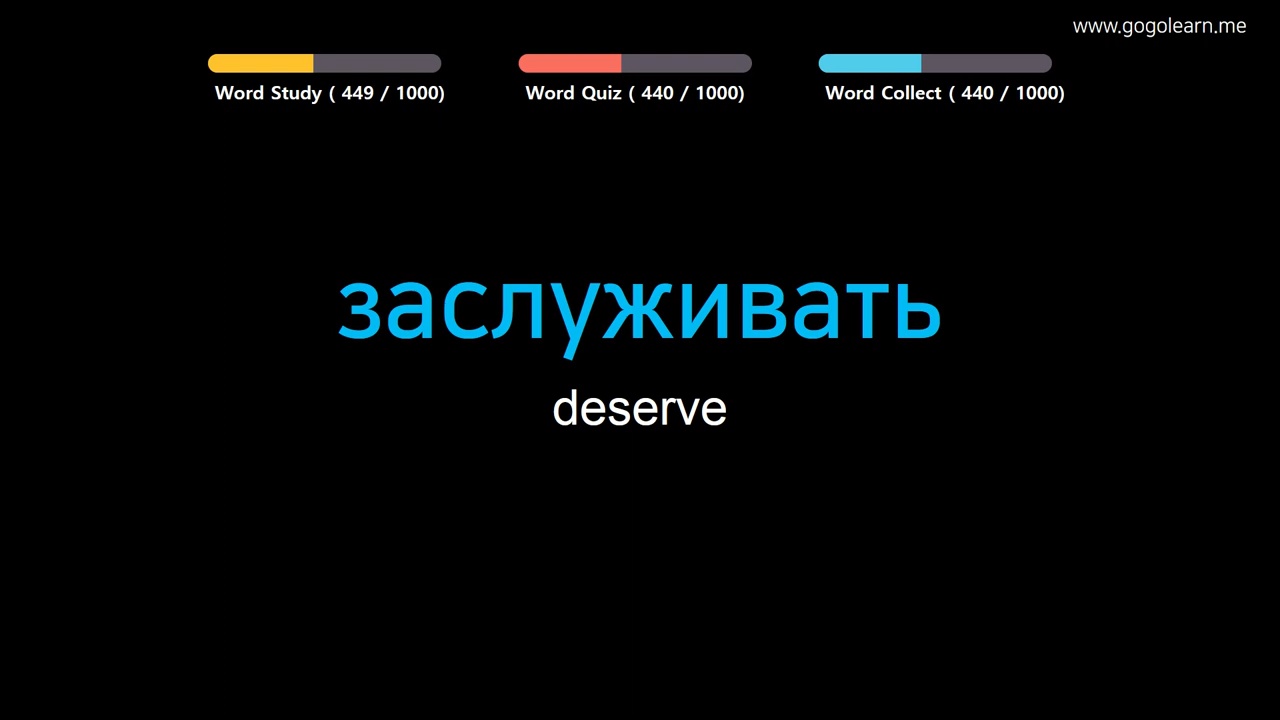 www.gogolearn.me
Word Study ( 449 / 1000)
Word Quiz ( 440 / 1000)
Word Collect ( 440 / 1000)
заслуживать
deserve